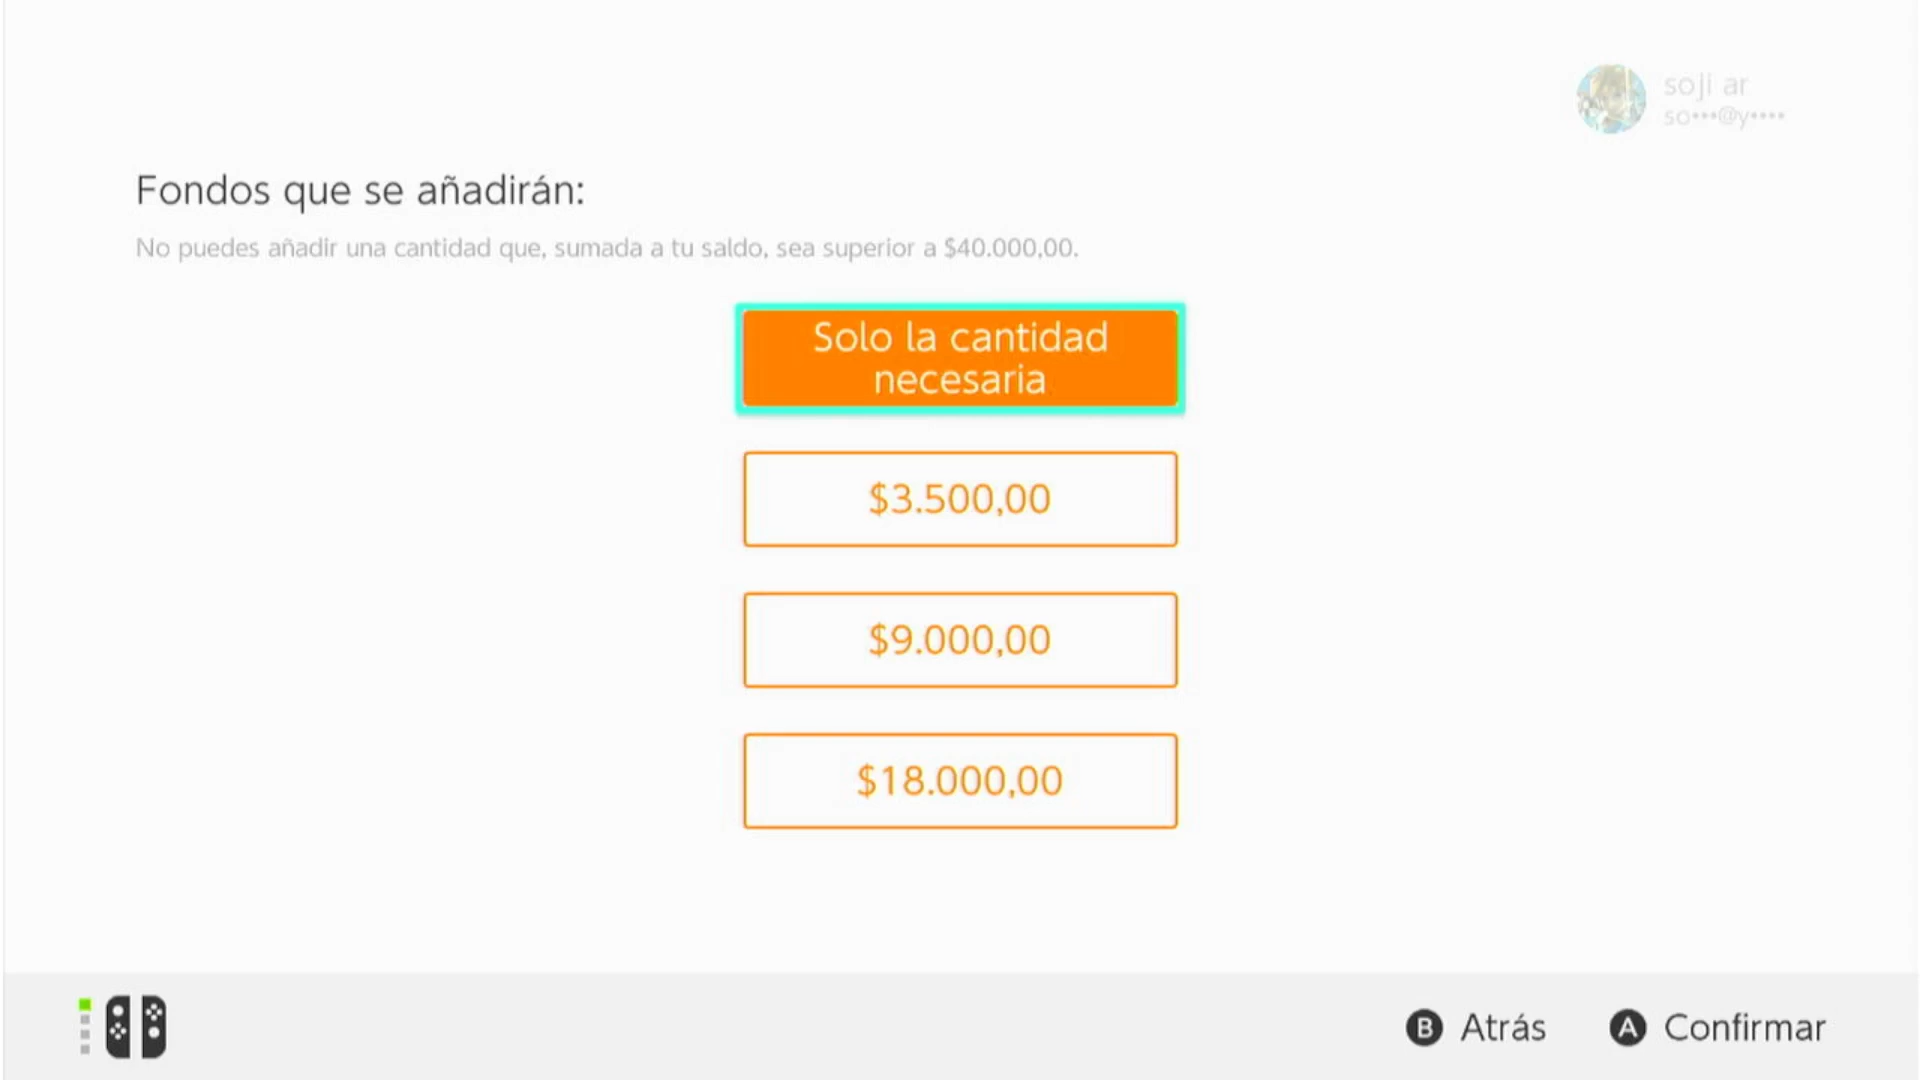 soji ar
so•••@y••••
Fondos que se añadirán:
No puedes añadir una cantidad que, sumada a tu saldo, sea superior a $40.000,00.
Solo la cantidad
necesaria
$3.500,00
$9.000,00
$18.000,00
B Atrás A Confirmar